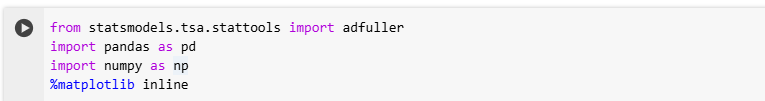 from statsmodels.tsa.stattools import adfuller
import pandas as pd
import numpy as np
%matplotlib inline